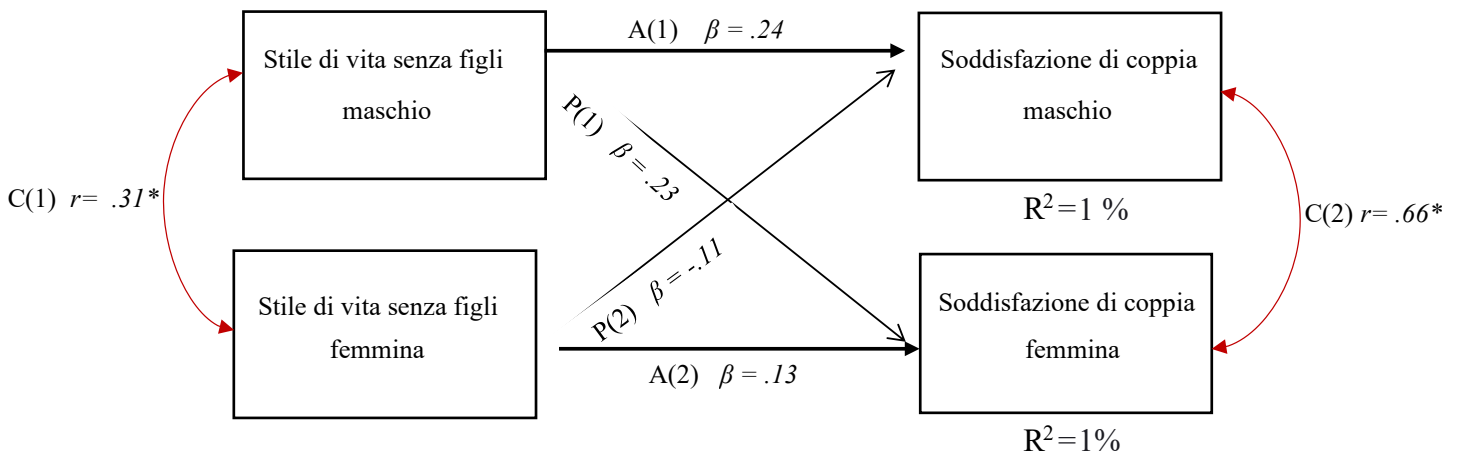 A(1) β = .24
Stile di vita senza figli
maschio
Soddisfazione di coppia
maschio
P(1) β = .23
R²=1 %
C(1) r= .31*
C(2) r= .66*
P(2) β = -.11
Stile di vita senza figli
femmina
Soddisfazione di coppia
femmina
A(2) β = .13
R²=1%